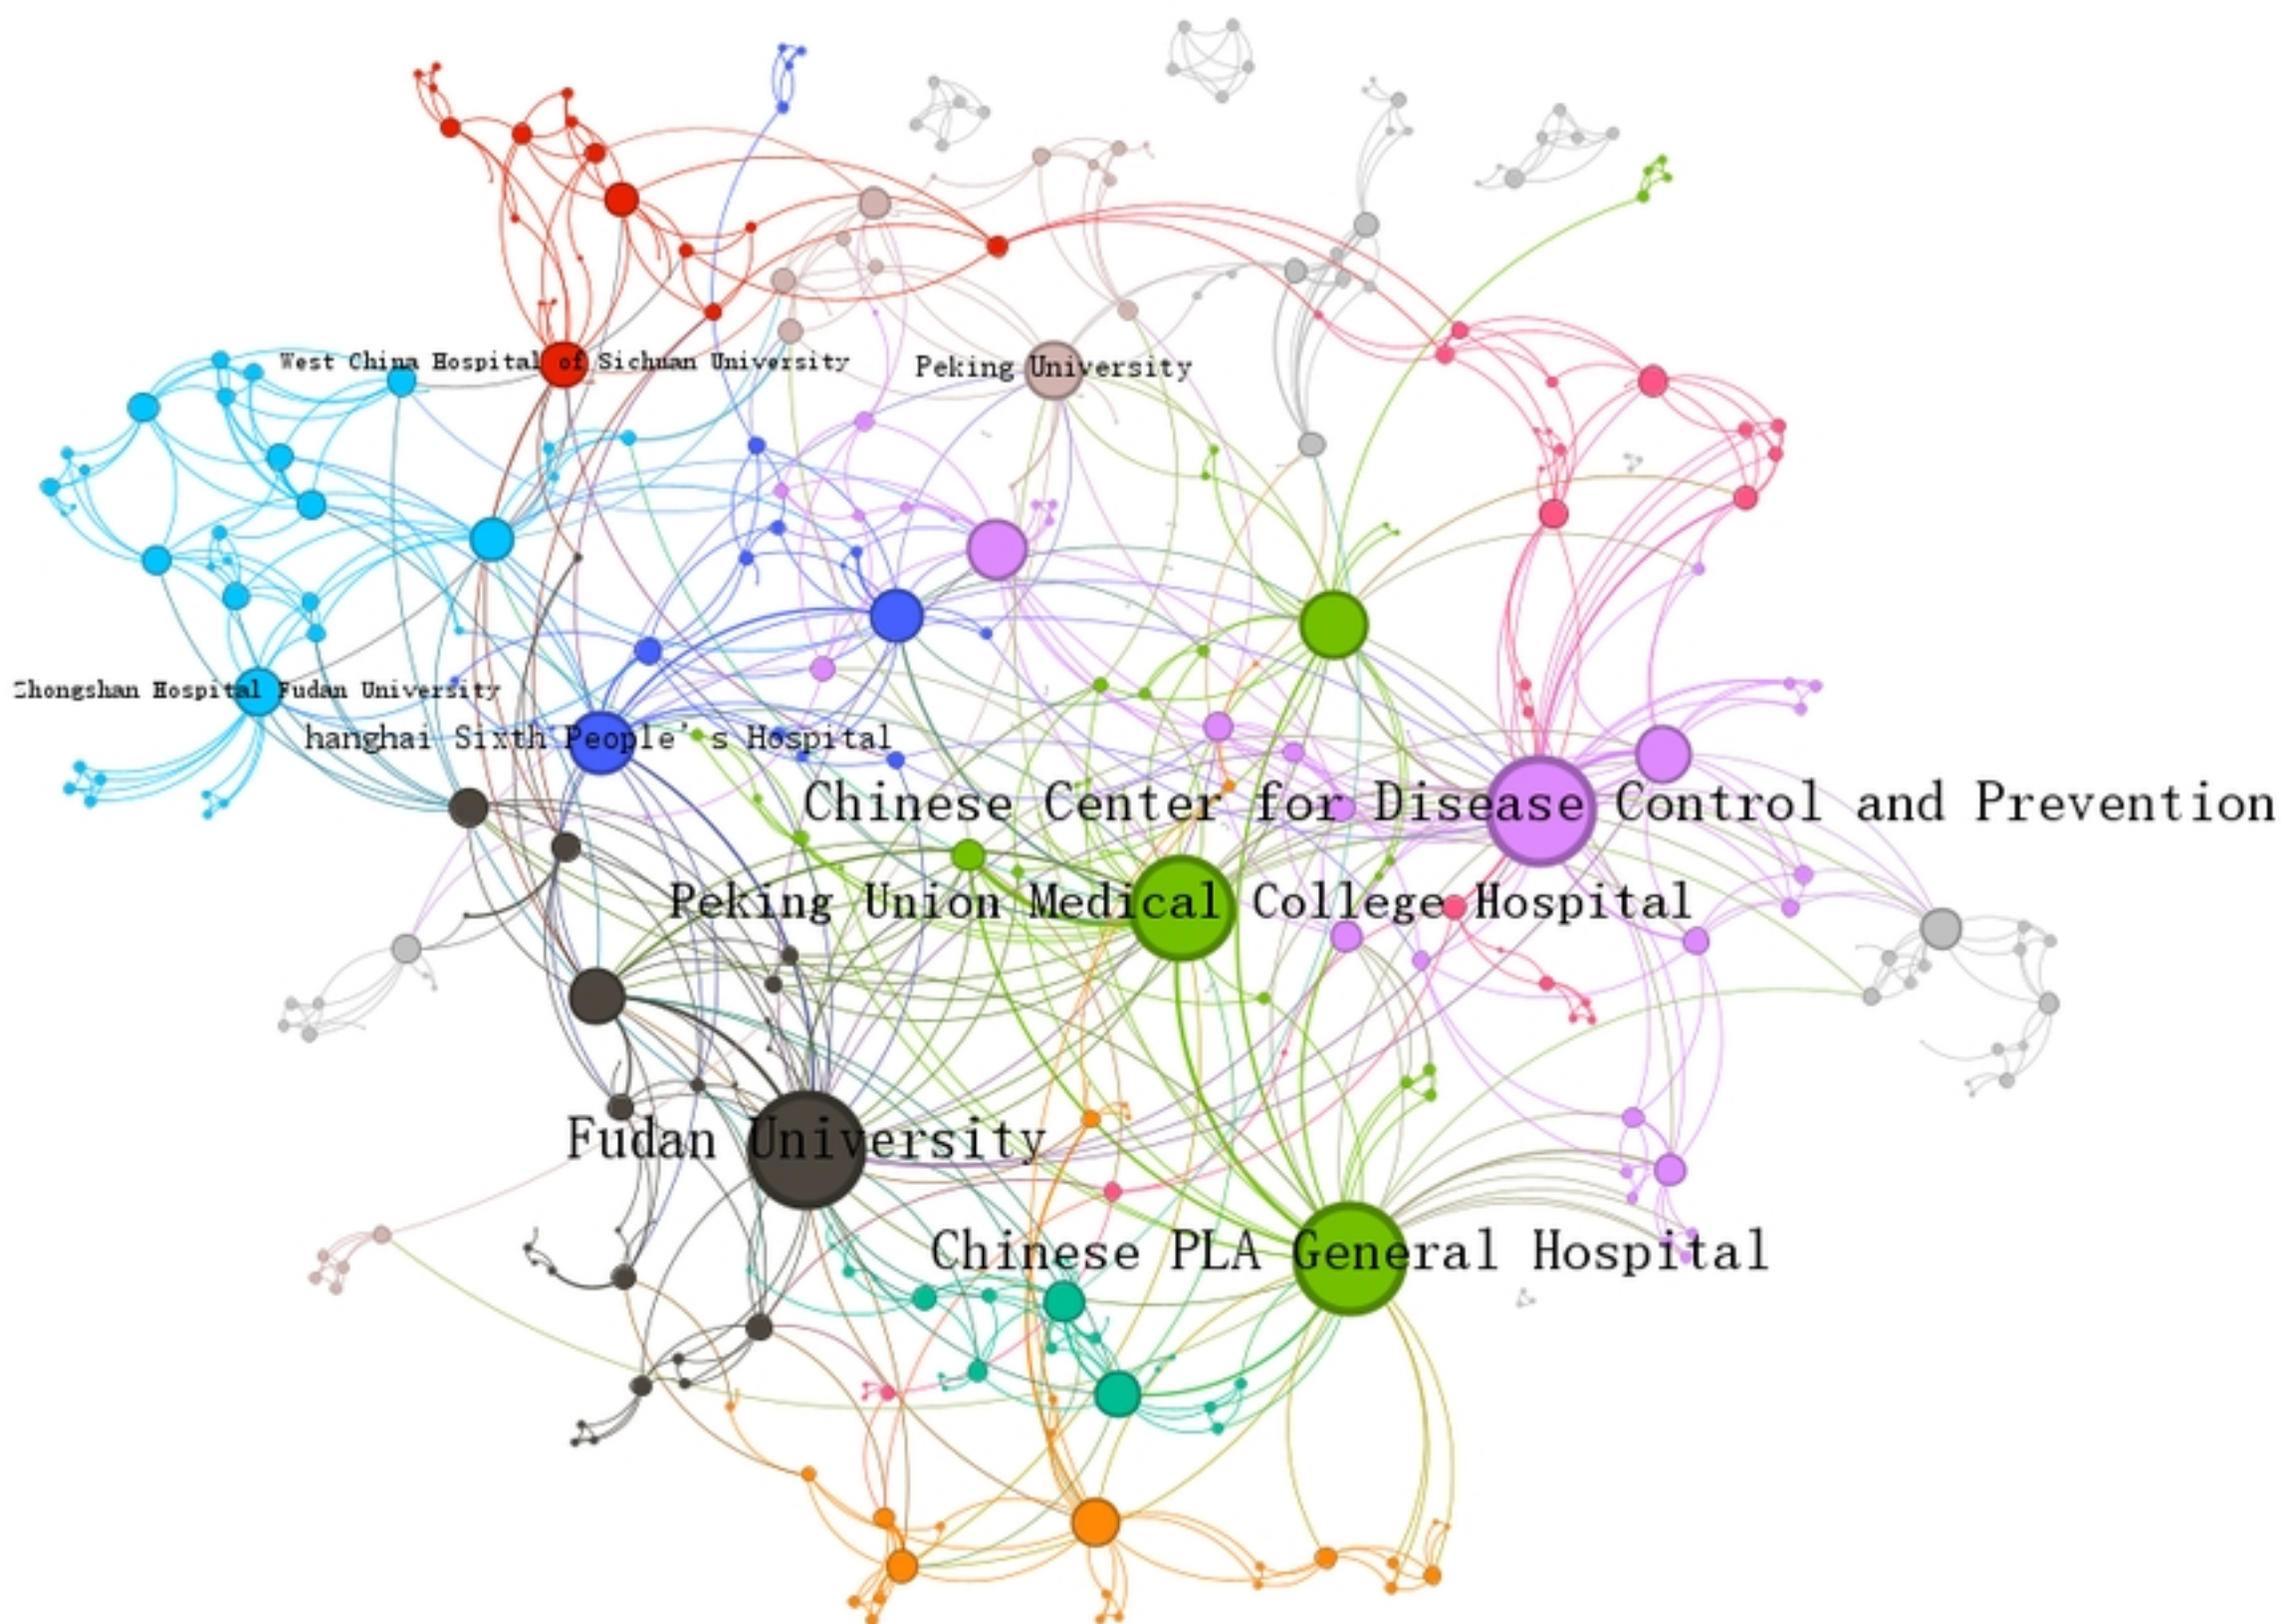 West China Hospital of Sichuan University
Peking University
Zhongshan Hospital Fudan University
hanghai Sixth People's Hospital
Chinese Center for Disease Control and Prevention
Peking Union Medical College Hospital
Fudan University
Chinese PLA General Hospital